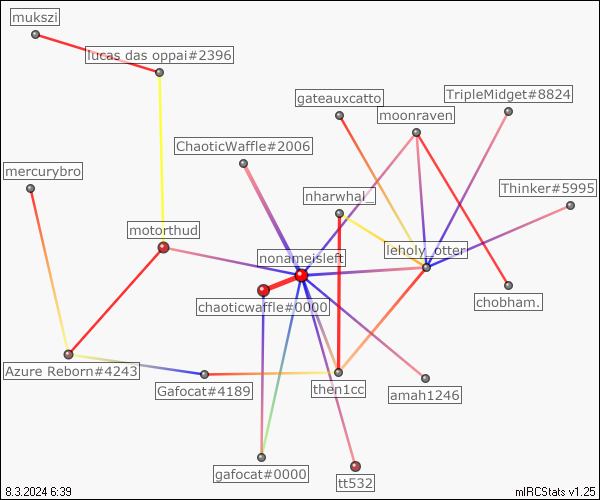 mukszi
lucas das oppai#2396
TripleMidget#8824
gateauxcatto
moonraven
ChaoticWaffle#2006
mercurybro
Thinker#5995
nharwhal_
motorthud
leholy_otter
nonameisleft
chaoticwaffle#0000
chobham.
Azure Reborn#4243
Gafocat#4189
then1cc
amah1246
gafocat#0000
tt532
8.3.2024 6:39
mIRCStats v1.25